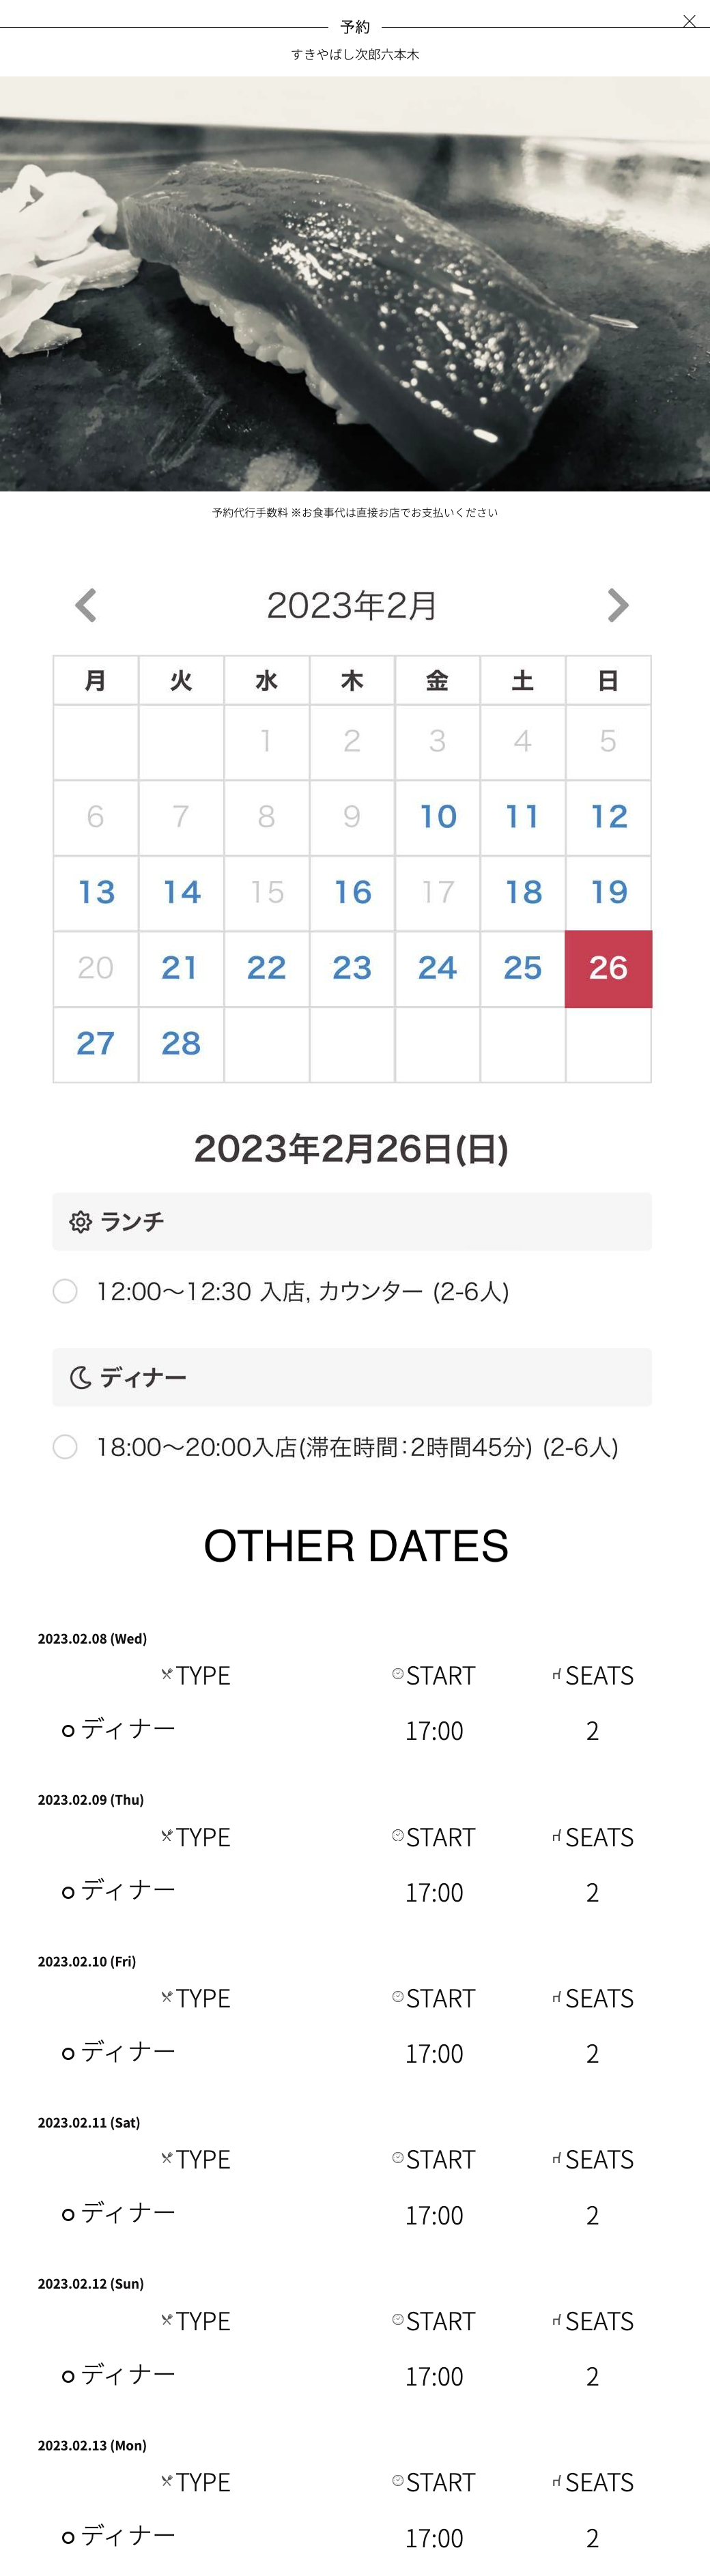 予約
すきやばし次郎六本木
予約代行手数料 ※お食事代は直接お店でお支払いください
2023年2月
月 火 水 木 金 土 日
1 2 3 4 5
6 7 8 9 10 11 12
13 14 15 16 17 18 19
20 21 22 23 24 25 26
27 28
2023年2月26日(日)
ランチ
12:00〜12:30 入店, カウンター (2-6人)
ディナー
18:00〜20:00入店(滞在時間：2時間45分) (2-6人)
OTHER DATES
2023.02.08 (Wed)
TYPE START SEATS
ディナー 17:00 2
2023.02.09 (Thu)
TYPE START SEATS
ディナー 17:00 2
2023.02.10 (Fri)
TYPE START SEATS
ディナー 17:00 2
2023.02.11 (Sat)
TYPE START SEATS
ディナー 17:00 2
2023.02.12 (Sun)
TYPE START SEATS
ディナー 17:00 2
2023.02.13 (Mon)
TYPE START SEATS
ディナー 17:00 2